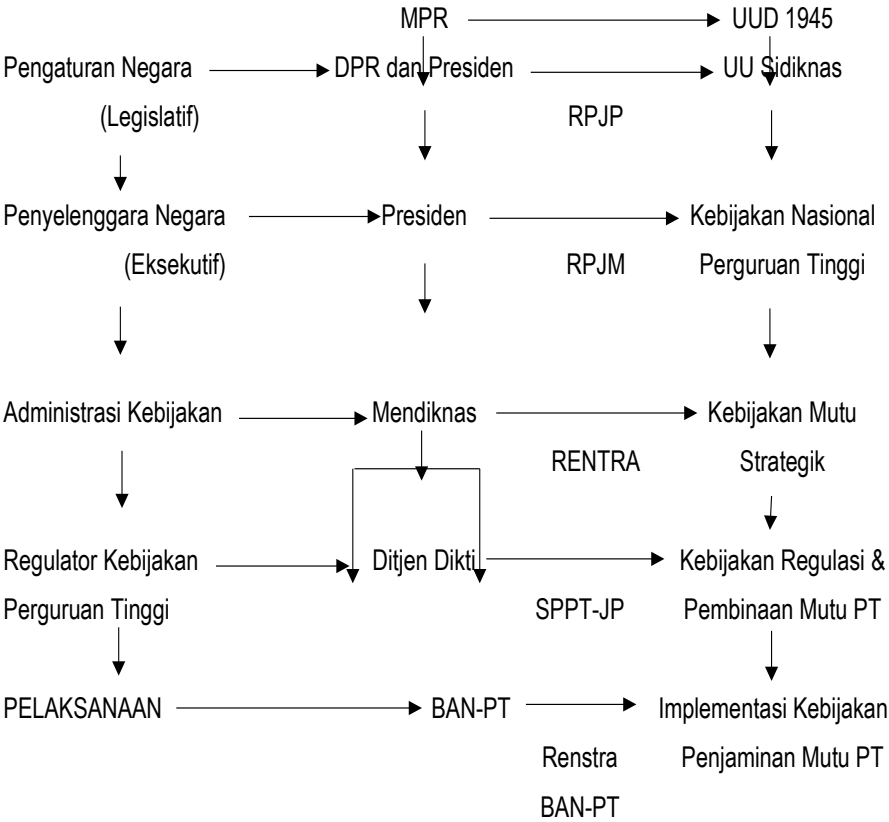 MPR UUD 1945
Pengaturan Negara DPR dan Presiden UU Sidiknas
(Legislatif) RPJP
Penyelenggara Negara Presiden Kebijakan Nasional
(Eksekutif) RPJM Perguruan Tinggi
Administrasi Kebijakan Mendiknas Kebijakan Mutu
RENTRA Strategik
Regulator Kebijakan Ditjen Dikti Kebijakan Regulasi &
Perguruan Tinggi SPPT-JP Pembinaan Mutu PT
PELAKSANAAN BAN-PT Implementasi Kebijakan
Renstra Penjaminan Mutu PT
BAN-PT